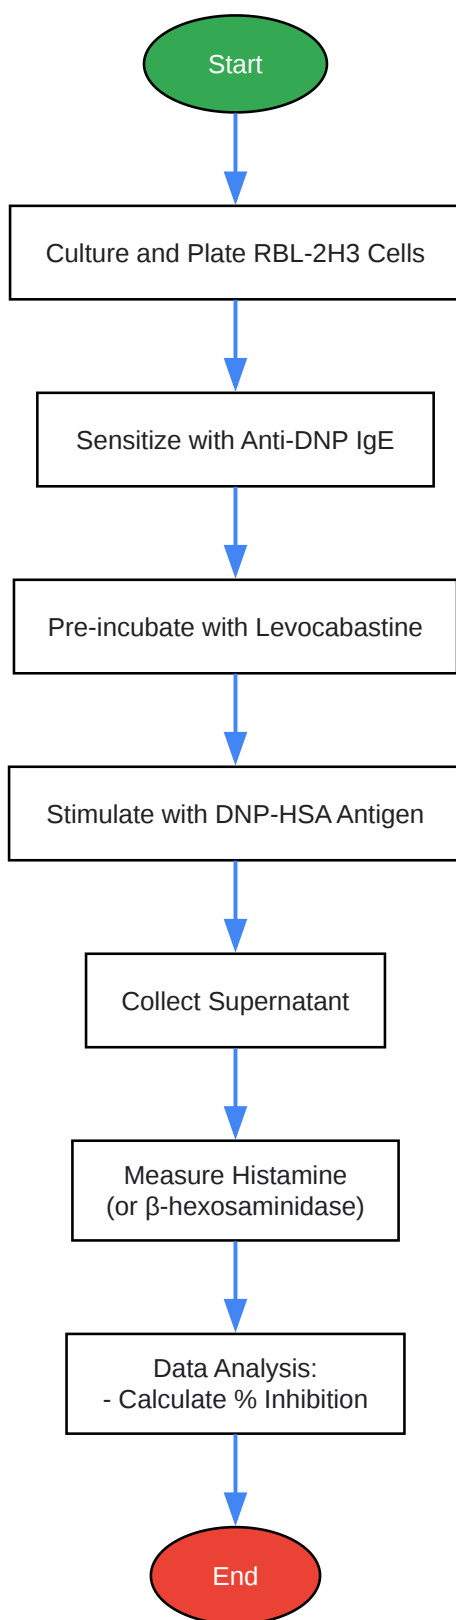 Start
Culture and Plate RBL-2H3 Cells
Sensitize with Anti-DNP IgE
Pre-incubate with Levocabastine
Stimulate with DNP-HSA Antigen
Collect Supernatant
Measure Histamine
(or β-hexosaminidase)
Data Analysis:
- Calculate % Inhibition
End